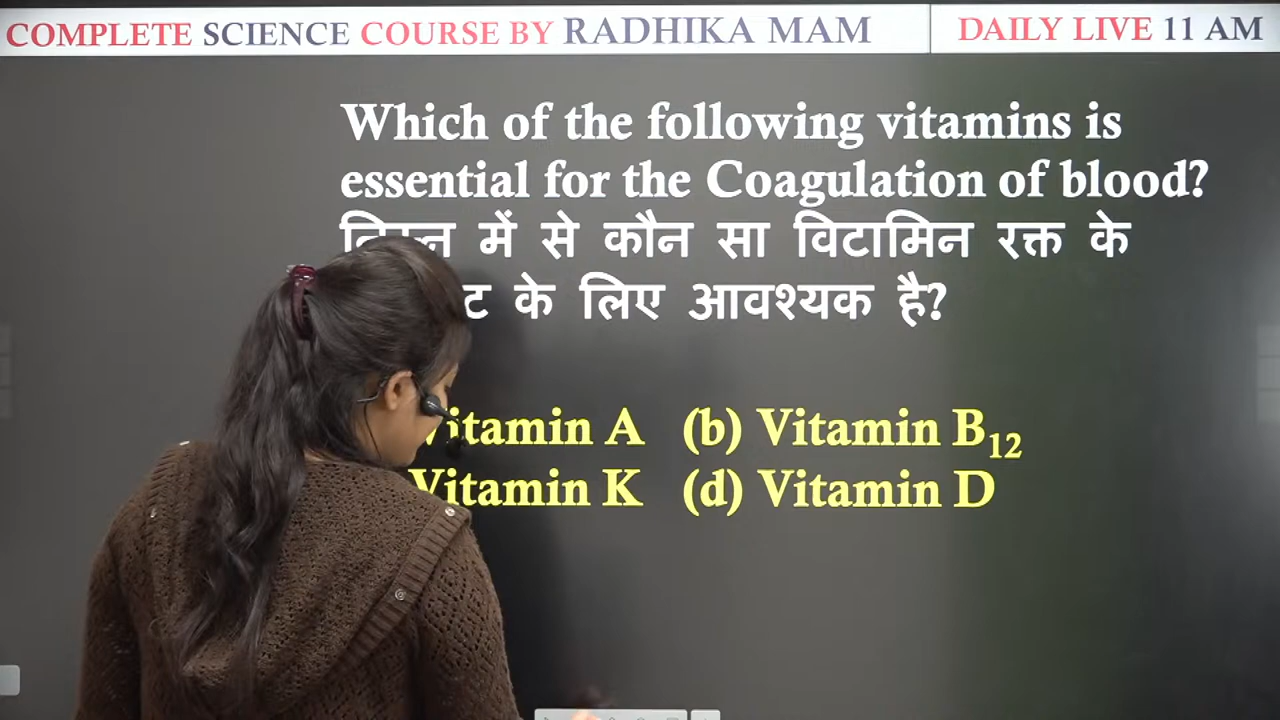 COMPLETE SCIENCE COURSE BY RADHIKA MAM
DAILY LIVE 11 AM
Which of the following vitamins is
essential for the Coagulation of blood?
में से कौन सा विटामिन रक्त के
के लिए आवश्यक है?
Vitamin A (b) Vitamin B12
Vitamin K (d) Vitamin D